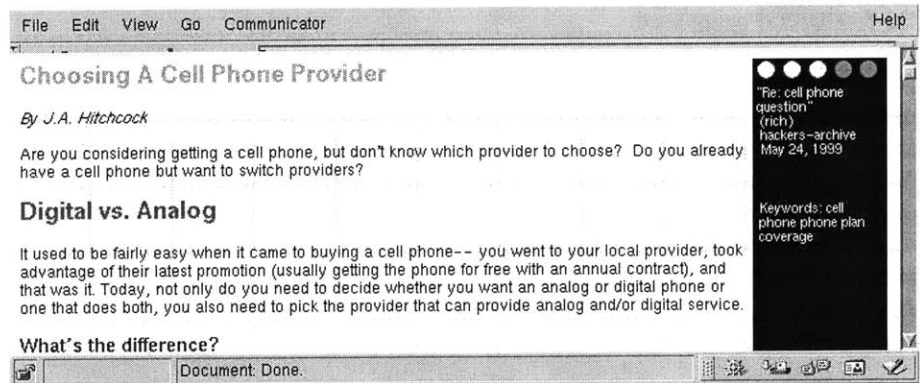 File Edit View Go Communicator Help
Choosing A Cell Phone Provider
By J.A. Hitchcock
Are you considering getting a cell phone, but don't know which provider to choose? Do you already
have a cell phone but want to switch providers?
Digital vs. Analog
It used to be fairly easy when it came to buying a cell phone-- you went to your local provider, took
advantage of their latest promotion (usually getting the phone for free with an annual contract), and
that was it. Today, not only do you need to decide whether you want an analog or digital phone or
one that does both, you also need to pick the provider that can provide analog and/or digital service.
What's the difference?
"Re: cell phone
question"
(rich)
hackers-archive
May 24, 1999
Keywords: cell
phone phone plan
coverage
Document: Done.